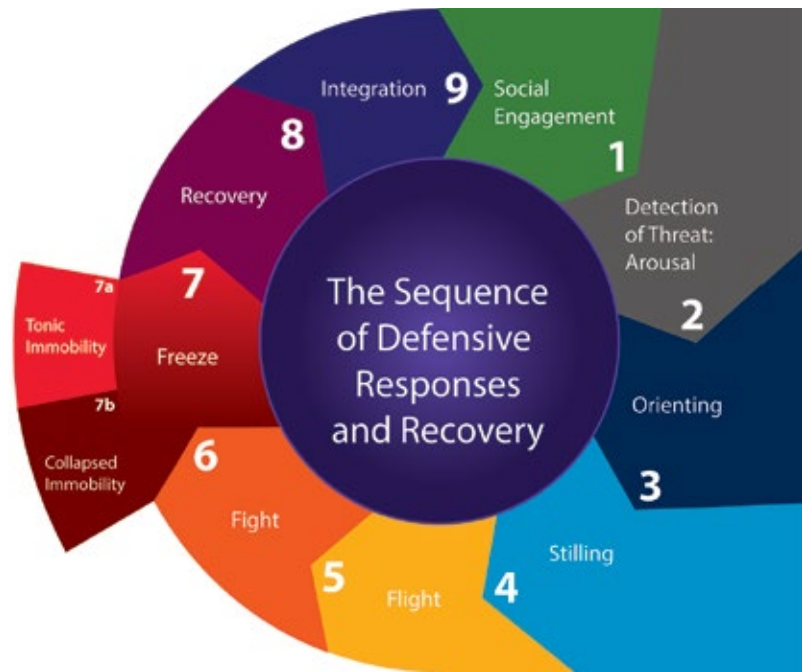 The Sequence
of Defensive
Responses
and Recovery
Social
Engagement
1
Detection
of Threat:
Arousal
2
Orienting
3
Stilling
4
Flight
5
Fight
6
Freeze
7
7a
Tonic
Immobility
7b
Collapsed
Immobility
Recovery
8
Integration
9